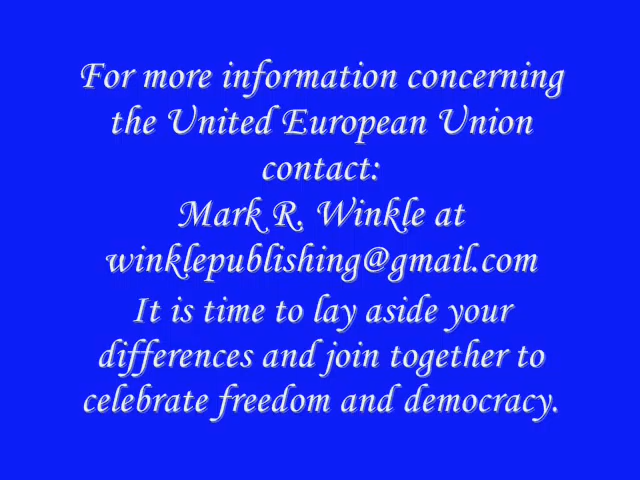 For more information concerning
the United European Union
contact:
Mark R. Winkle at
winklepublishing@gmail.com
It is time to lay aside your
differences and join together to
celebrate freedom and democracy.